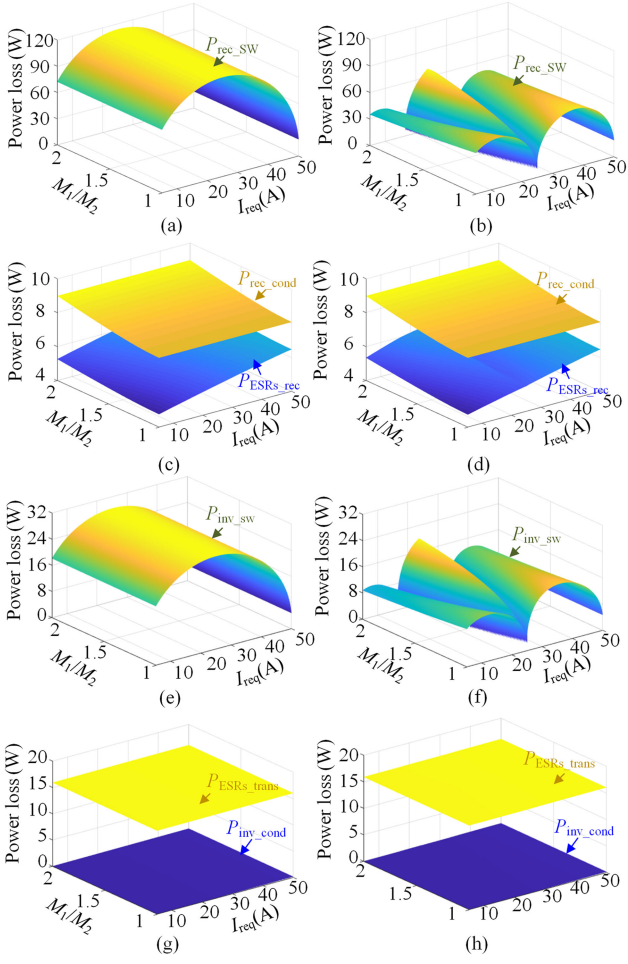 Power loss (W)
120
90
60
30
0
2
1.5
1
M1/M2
10
20
30
40
50
Ireq(A)
Prec_SW
(a)
Power loss (W)
120
90
60
30
0
2
1.5
1
M1/M2
10
20
30
40
50
Ireq(A)
Prec_SW
(b)
Power loss (W)
10
8
6
4
2
1.5
1
M1/M2
10
20
30
40
50
Ireq(A)
Prec_cond
PESRs_rec
(c)
Power loss (W)
10
8
6
4
2
1.5
1
M1/M2
10
20
30
40
50
Ireq(A)
Prec_cond
PESRs_rec
(d)
Power loss (W)
32
24
16
8
0
2
1.5
1
M1/M2
10
20
30
40
50
Ireq(A)
Pinv_sw
(e)
Power loss (W)
32
24
16
8
0
2
1.5
1
M1/M2
10
20
30
40
50
Ireq(A)
Pinv_sw
(f)
Power loss (W)
20
15
10
5
0
2
1.5
1
M1/M2
10
20
30
40
50
Ireq(A)
PESRs_trans
Pinv_cond
(g)
Power loss (W)
20
15
10
5
0
2
1.5
1
M1/M2
10
20
30
40
50
Ireq(A)
PESRs_trans
Pinv_cond
(h)